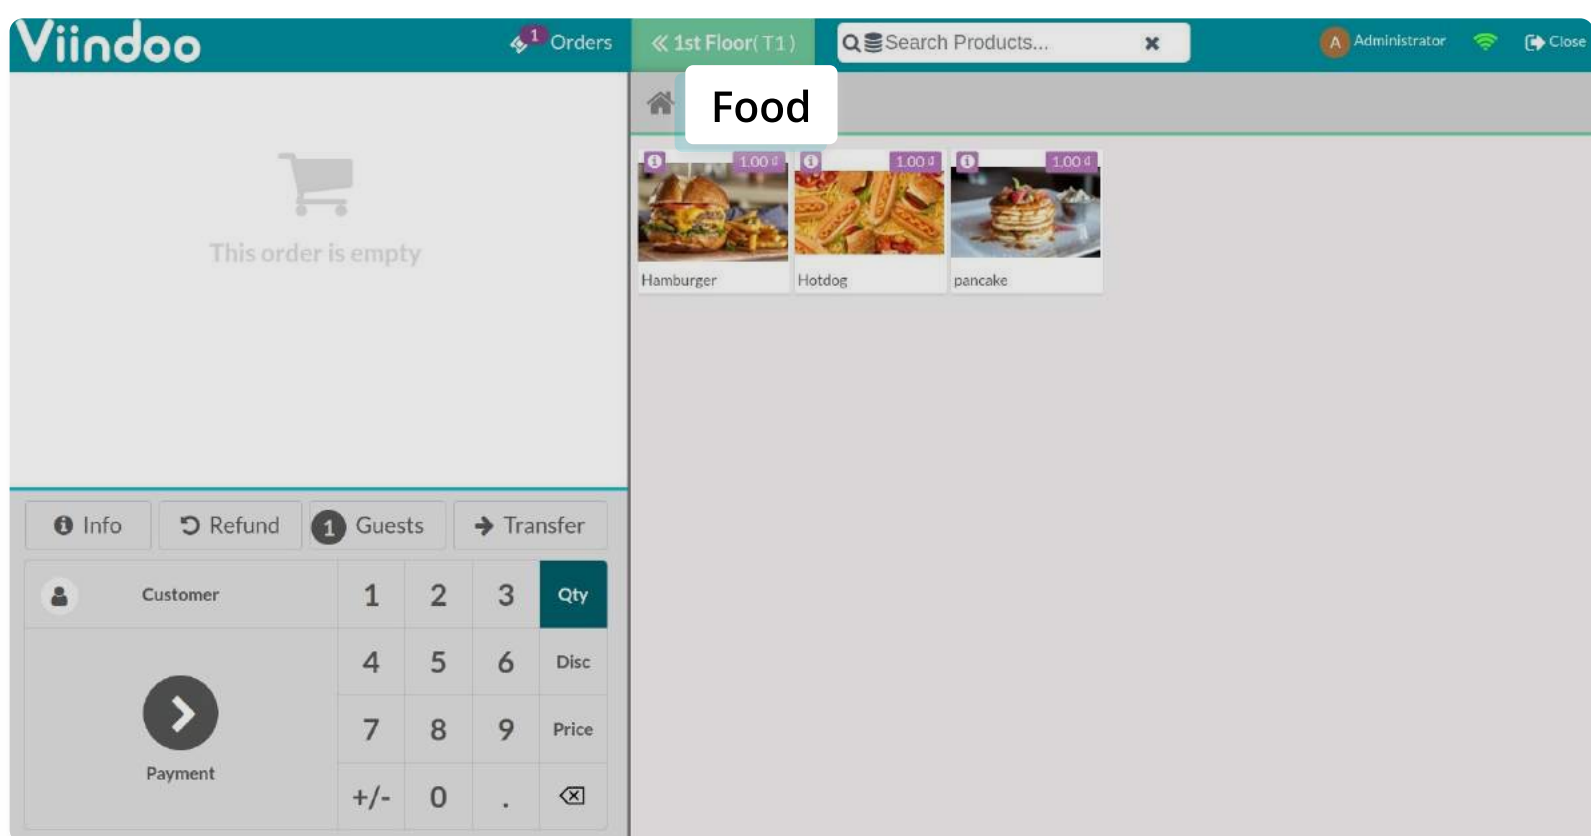 Viindoo
1 Orders
1st Floor( T1 )
Search Products...
A Administrator
Close
Food
1.00 đ
1.00 đ
1.00 đ
Hamburger
Hotdog
pancake
This order is empty
Info
Refund
1 Guests
Transfer
Customer
1 2 3 Qty
4 5 6 Disc
7 8 9 Price
Payment
+/- 0 .